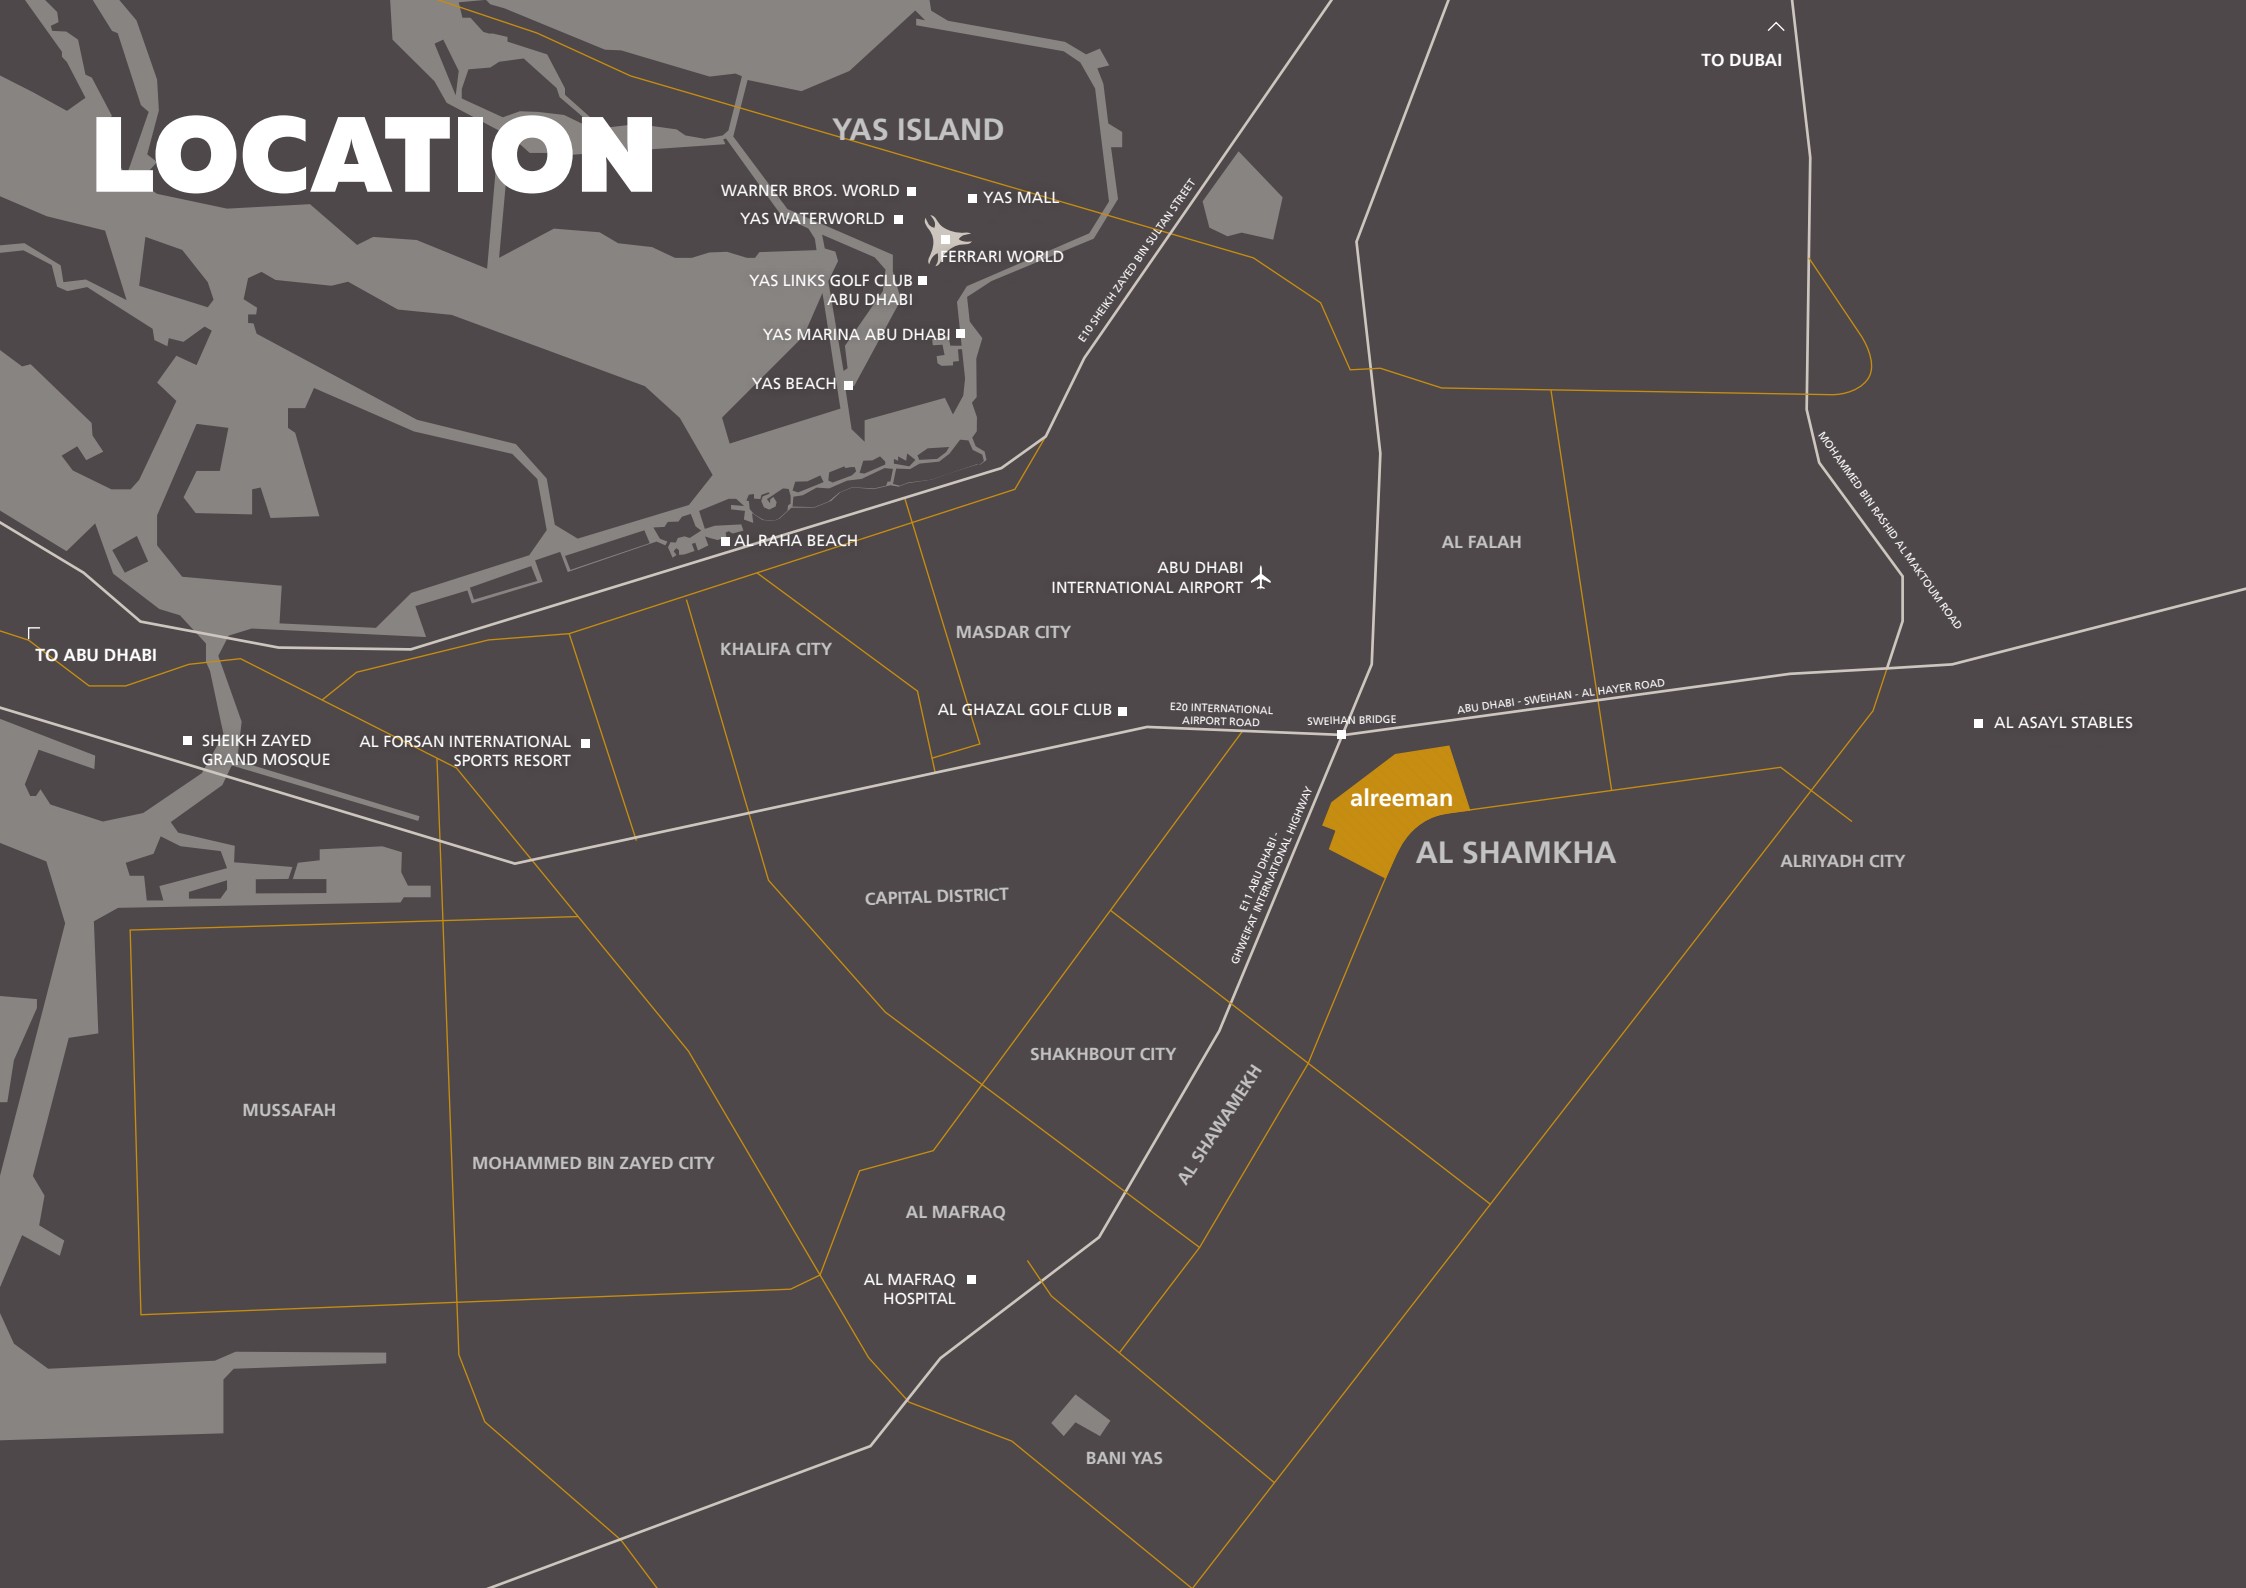 TO DUBAI
LOCATION
YAS ISLAND
WARNER BROS. WORLD
YAS MALL
YAS WATERWORLD
FERRARI WORLD
YAS LINKS GOLF CLUB
ABU DHABI
YAS MARINA ABU DHABI
YAS BEACH
E10 SHEIKH ZAYED BIN SULTAN STREET
MOHAMMED BIN RASHID AL MAKTOUM ROAD
AL RAHA BEACH
AL FALAH
ABU DHABI
INTERNATIONAL AIRPORT
MASDAR CITY
KHALIFA CITY
TO ABU DHABI
AL GHAZAL GOLF CLUB
E20 INTERNATIONAL
AIRPORT ROAD
SWEIHAN BRIDGE
ABU DHABI - SWEIHAN - AL HAYER ROAD
AL ASAYL STABLES
SHEIKH ZAYED
GRAND MOSQUE
AL FORSAN INTERNATIONAL
SPORTS RESORT
alreeman
AL SHAMKHA
ALRIYADH CITY
E11 ABU DHABI -
GHWEIFAT INTERNATIONAL HIGHWAY
CAPITAL DISTRICT
SHAKHBOUT CITY
AL SHAWAMEKH
MUSSAFAH
MOHAMMED BIN ZAYED CITY
AL MAFRAQ
AL MAFRAQ
HOSPITAL
BANI YAS